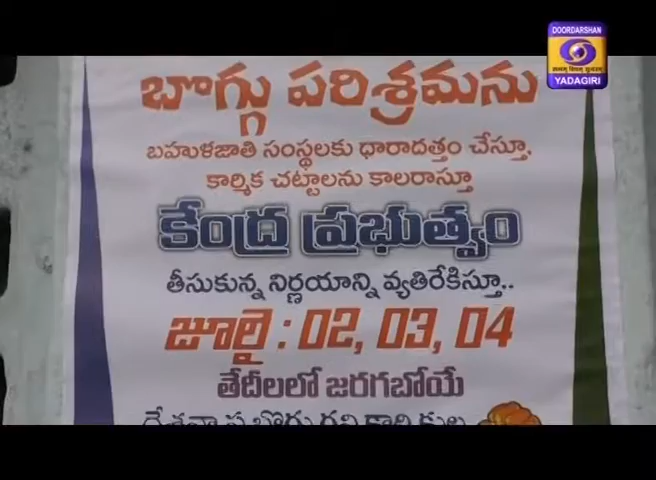 DOORDARSHAN
YADAGIRI
బొగ్గు పరిశ్రమను
బహుళజాతి సంస్థలకు ధారాదత్తం చేస్తూ..
కార్మిక చట్టాలను కాలరాస్తూ
కేంద్ర ప్రభుత్వం
తీసుకున్న నిర్ణయాన్ని వ్యతిరేకిస్తూ..
జూలై : 02, 03, 04
తేదీలలో జరగబోయే